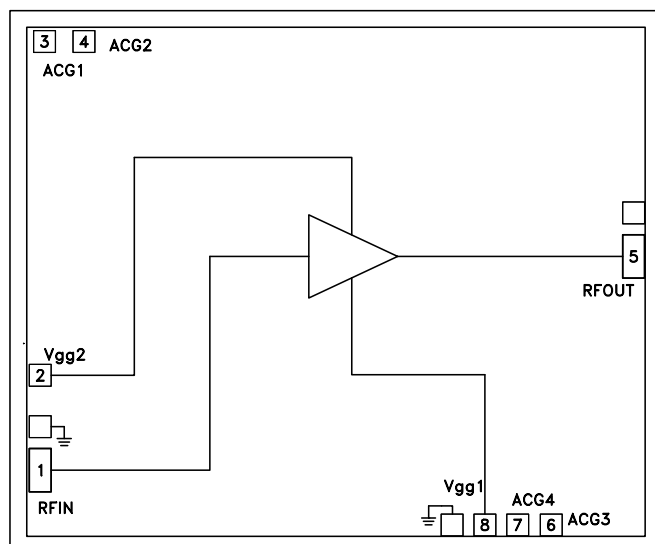 3 4 ACG2
ACG1
5
RFOUT
Vgg2
2
1
RFIN
Vgg1
ACG4
8 7 6 ACG3